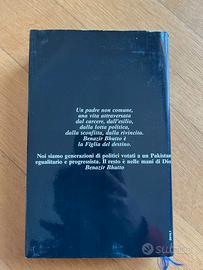 Un padre non comune,
una vita attraversata
dal carcere, dall'esilio,
dalla lotta politica,
dalla sconfitta, dalla rivincita.
Benazir Bhutto è
la Figlia del destino.
Noi siamo generazioni di politici votati a un Pakistan
egualitario e progressista. Il resto è nelle mani di Dio
Benazir Bhutto
subito